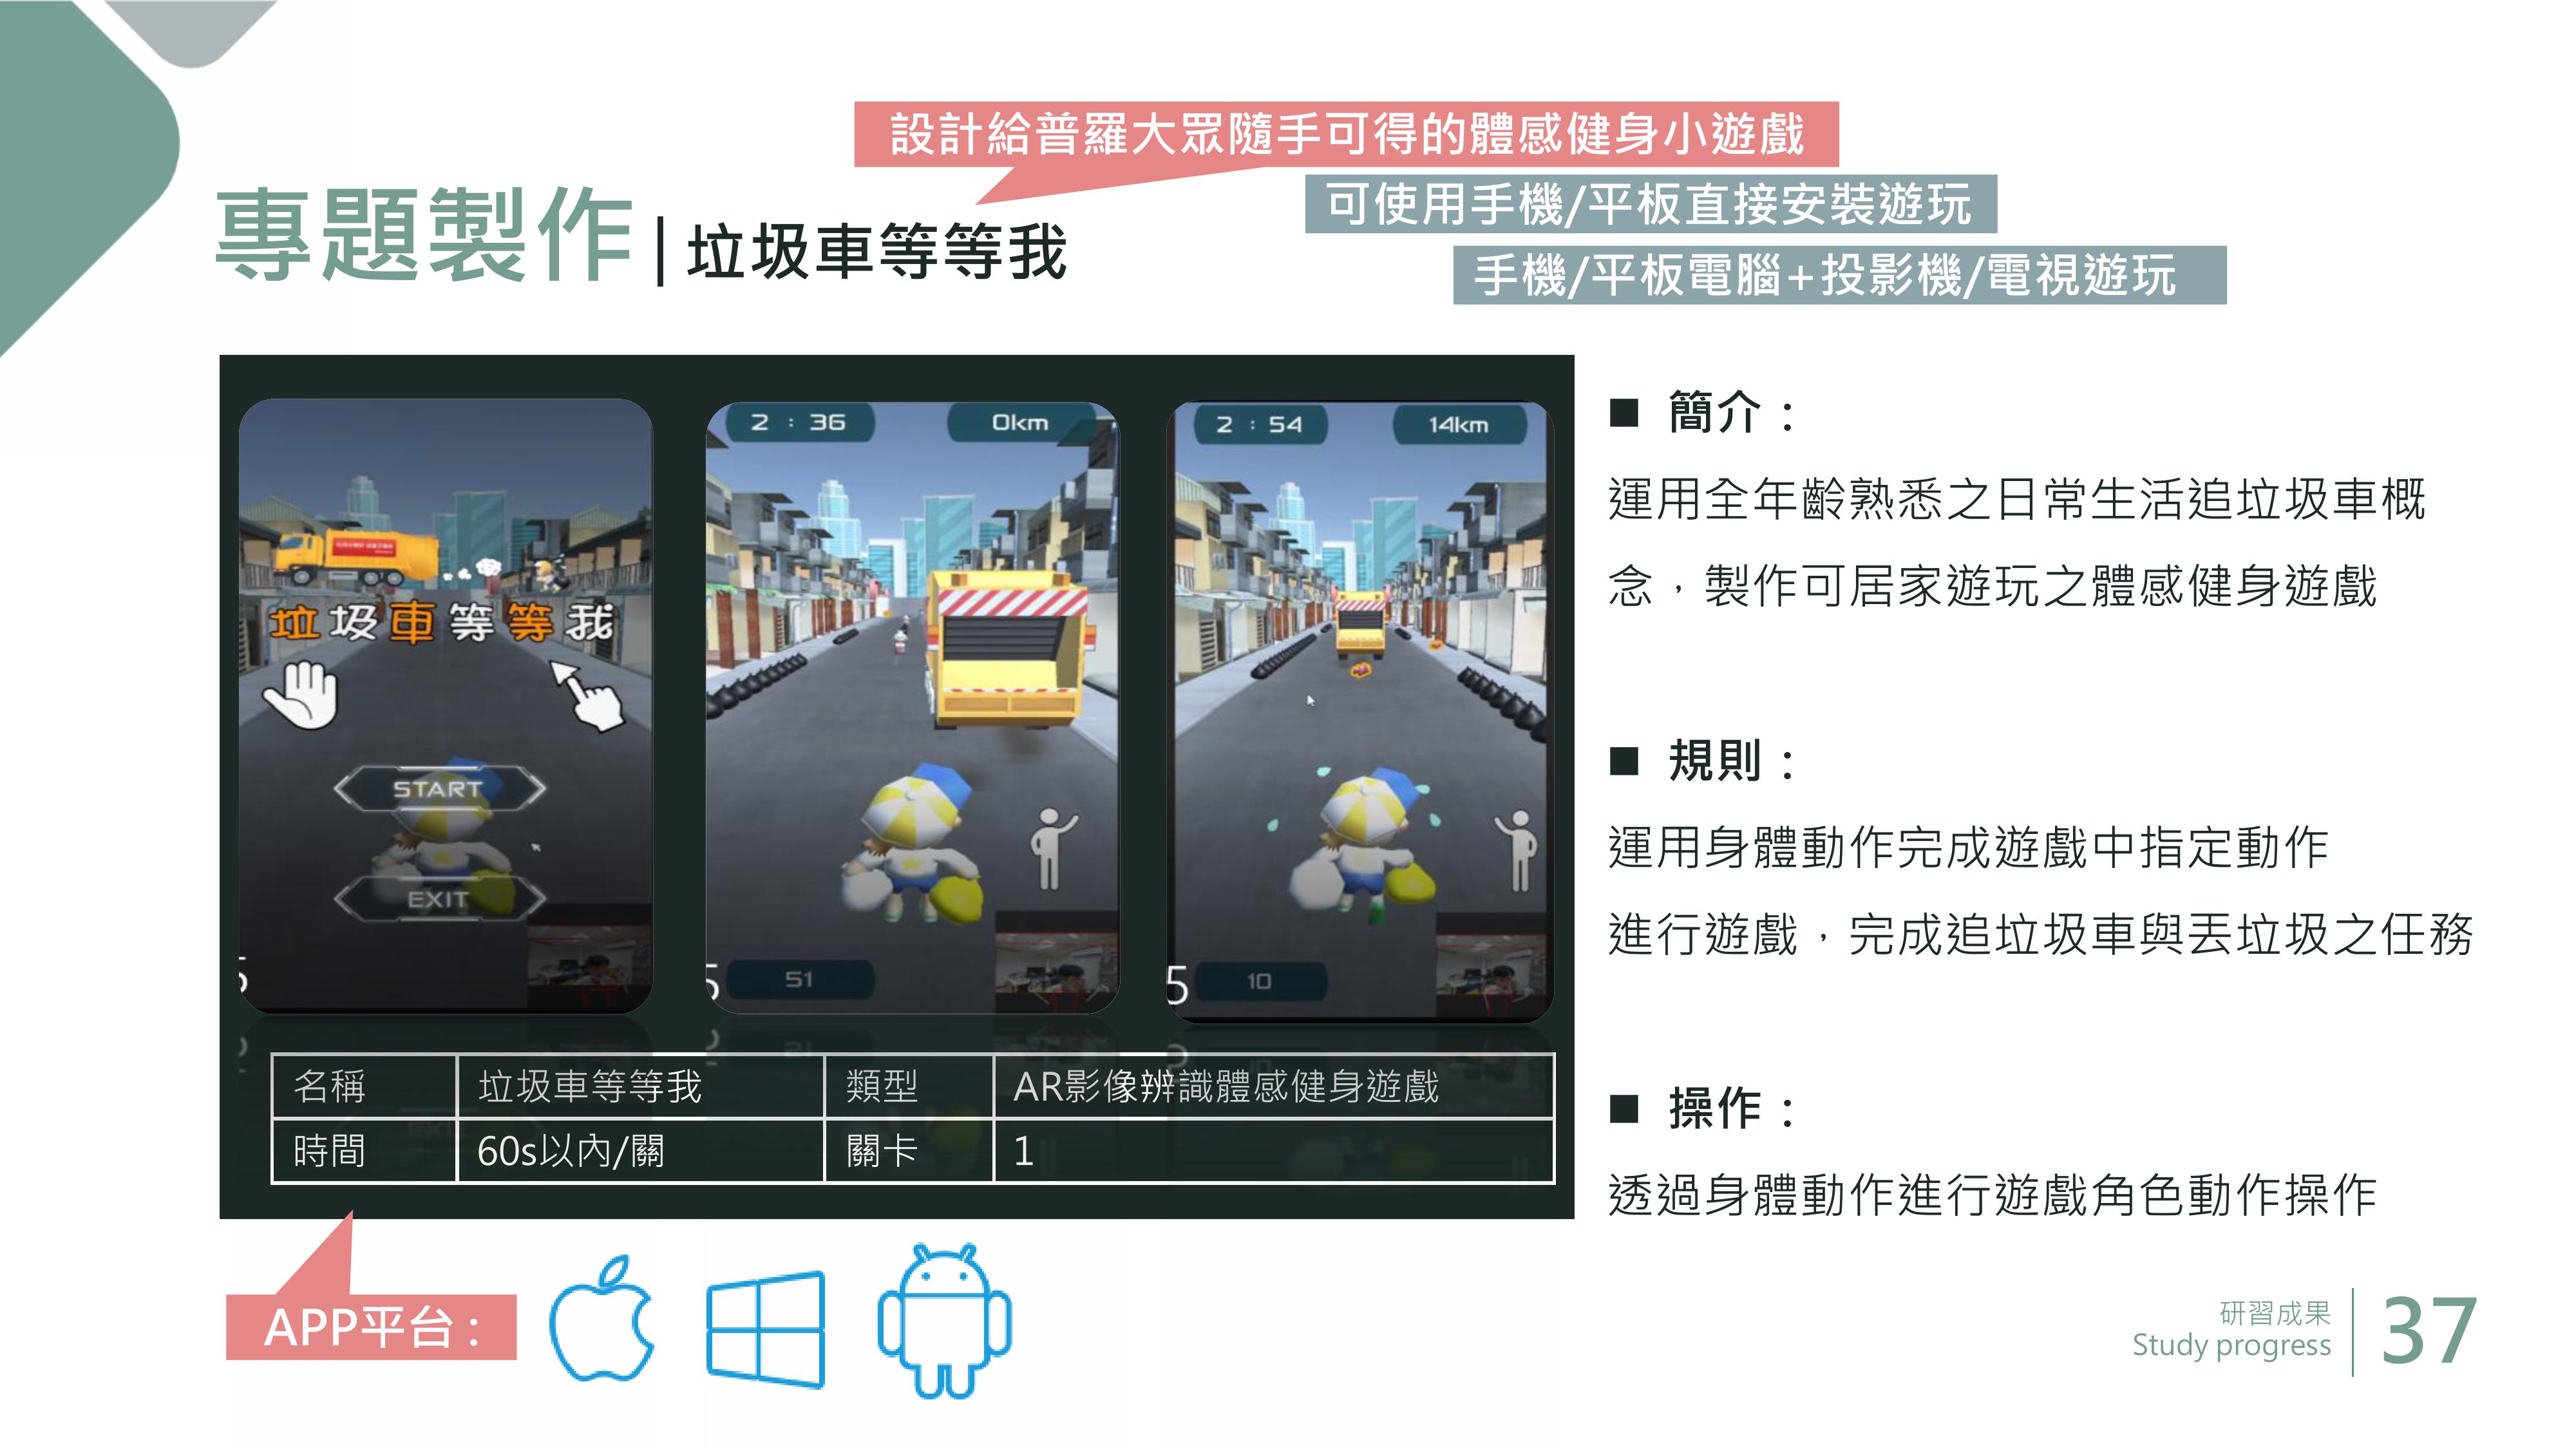 設計給普羅大眾隨手可得的體感健身小遊戲
可使用手機/平板直接安裝遊玩
手機/平板電腦+投影機/電視遊玩
專題製作|垃圾車等等我
垃圾車等等我
START
EXIT
5
2 : 36
0km
5
51
2 : 54
14km
5
10
名稱 垃圾車等等我 類型 AR影像辨識體感健身遊戲
時間 60s以內/關 關卡 1
■ 簡介：
運用全年齡熟悉之日常生活追垃圾車概
念，製作可居家遊玩之體感健身遊戲
■ 規則：
運用身體動作完成遊戲中指定動作
進行遊戲，完成追垃圾車與丟垃圾之任務
■ 操作：
透過身體動作進行遊戲角色動作操作
APP平台：
研習成果
Study progress
37